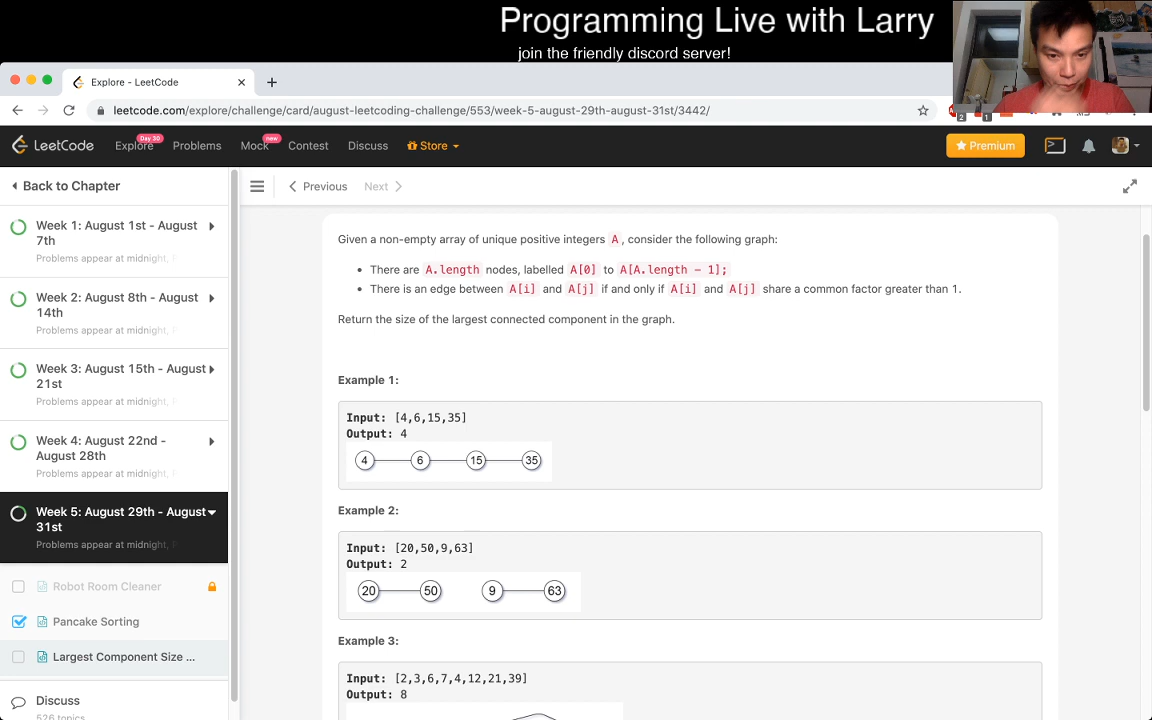 Programming Live with Larry
join the friendly discord server!
Explore - LeetCode
leetcode.com/explore/challenge/card/august-leetcoding-challenge/553/week-5-august-29th-august-31st/3442/
2
1
LeetCode
Explore
Day 30
Problems
Mock
new
Contest
Discuss
Store
Premium
Back to Chapter
Previous
Next
Week 1: August 1st - August
7th
Problems appear at midnight,
Week 2: August 8th - August
14th
Problems appear at midnight,
Week 3: August 15th - August
21st
Problems appear at midnight,
Week 4: August 22nd -
August 28th
Problems appear at midnight,
Week 5: August 29th - August
31st
Problems appear at midnight,
Robot Room Cleaner
Pancake Sorting
Largest Component Size ...
Discuss
526 topics
Given a non-empty array of unique positive integers A , consider the following graph:
• There are A.length nodes, labelled A[0] to A[A.length - 1];
• There is an edge between A[i] and A[j] if and only if A[i] and A[j] share a common factor greater than 1.
Return the size of the largest connected component in the graph.
Example 1:
Input: [4,6,15,35]
Output: 4
4 6 15 35
Example 2:
Input: [20,50,9,63]
Output: 2
20 50 9 63
Example 3:
Input: [2,3,6,7,4,12,21,39]
Output: 8